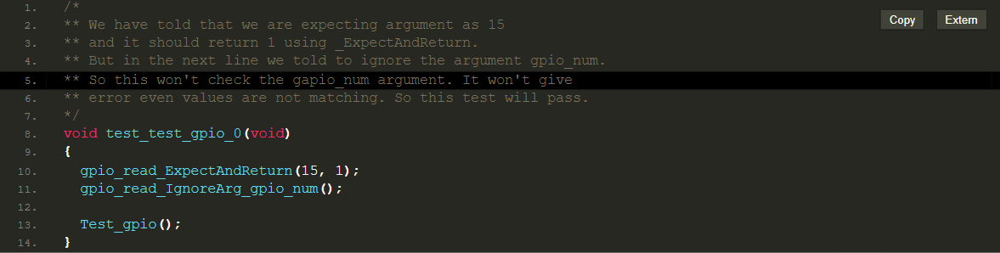 1. /*
Copy Extern
2. ** We have told that we are expecting argument as 15
3. ** and it should return 1 using _ExpectAndReturn.
4. ** But in the next line we told to ignore the argument gpio_num.
5. ** So this won't check the gapio_num argument. It won't give
6. ** error even values are not matching. So this test will pass.
7. */
8. void test_test_gpio_0(void)
9. {
10. gpio_read_ExpectAndReturn(15, 1);
11. gpio_read_IgnoreArg_gpio_num();
12.
13. Test_gpio();
14. }